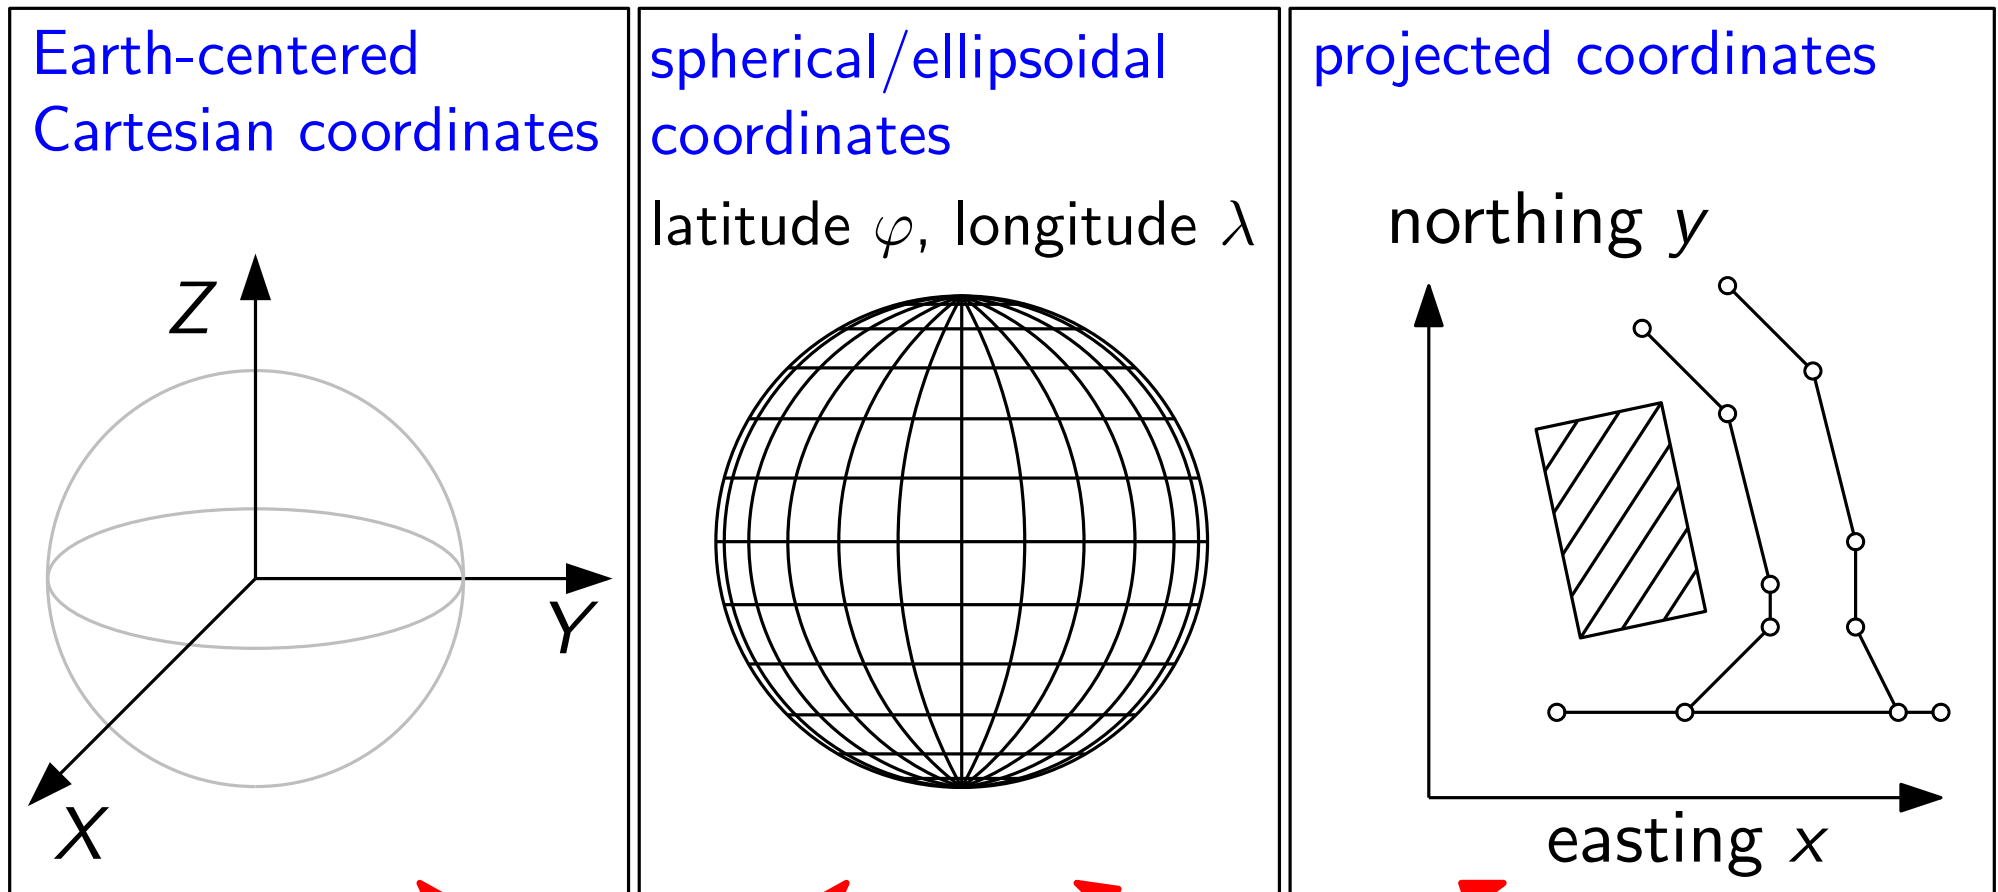 Earth-centered
Cartesian coordinates
Z
Y
X
spherical/ellipsoidal
coordinates
latitude φ, longitude λ
projected coordinates
northing y
easting x